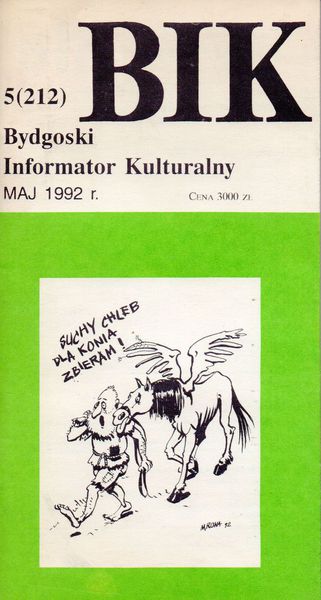 BIK
5(212)
Bydgoski
Informator Kulturalny
MAJ 1992 r.
CENA 3000 ZŁ
SUCHY CHLEB
DLA KONIA
ZBIERAM!